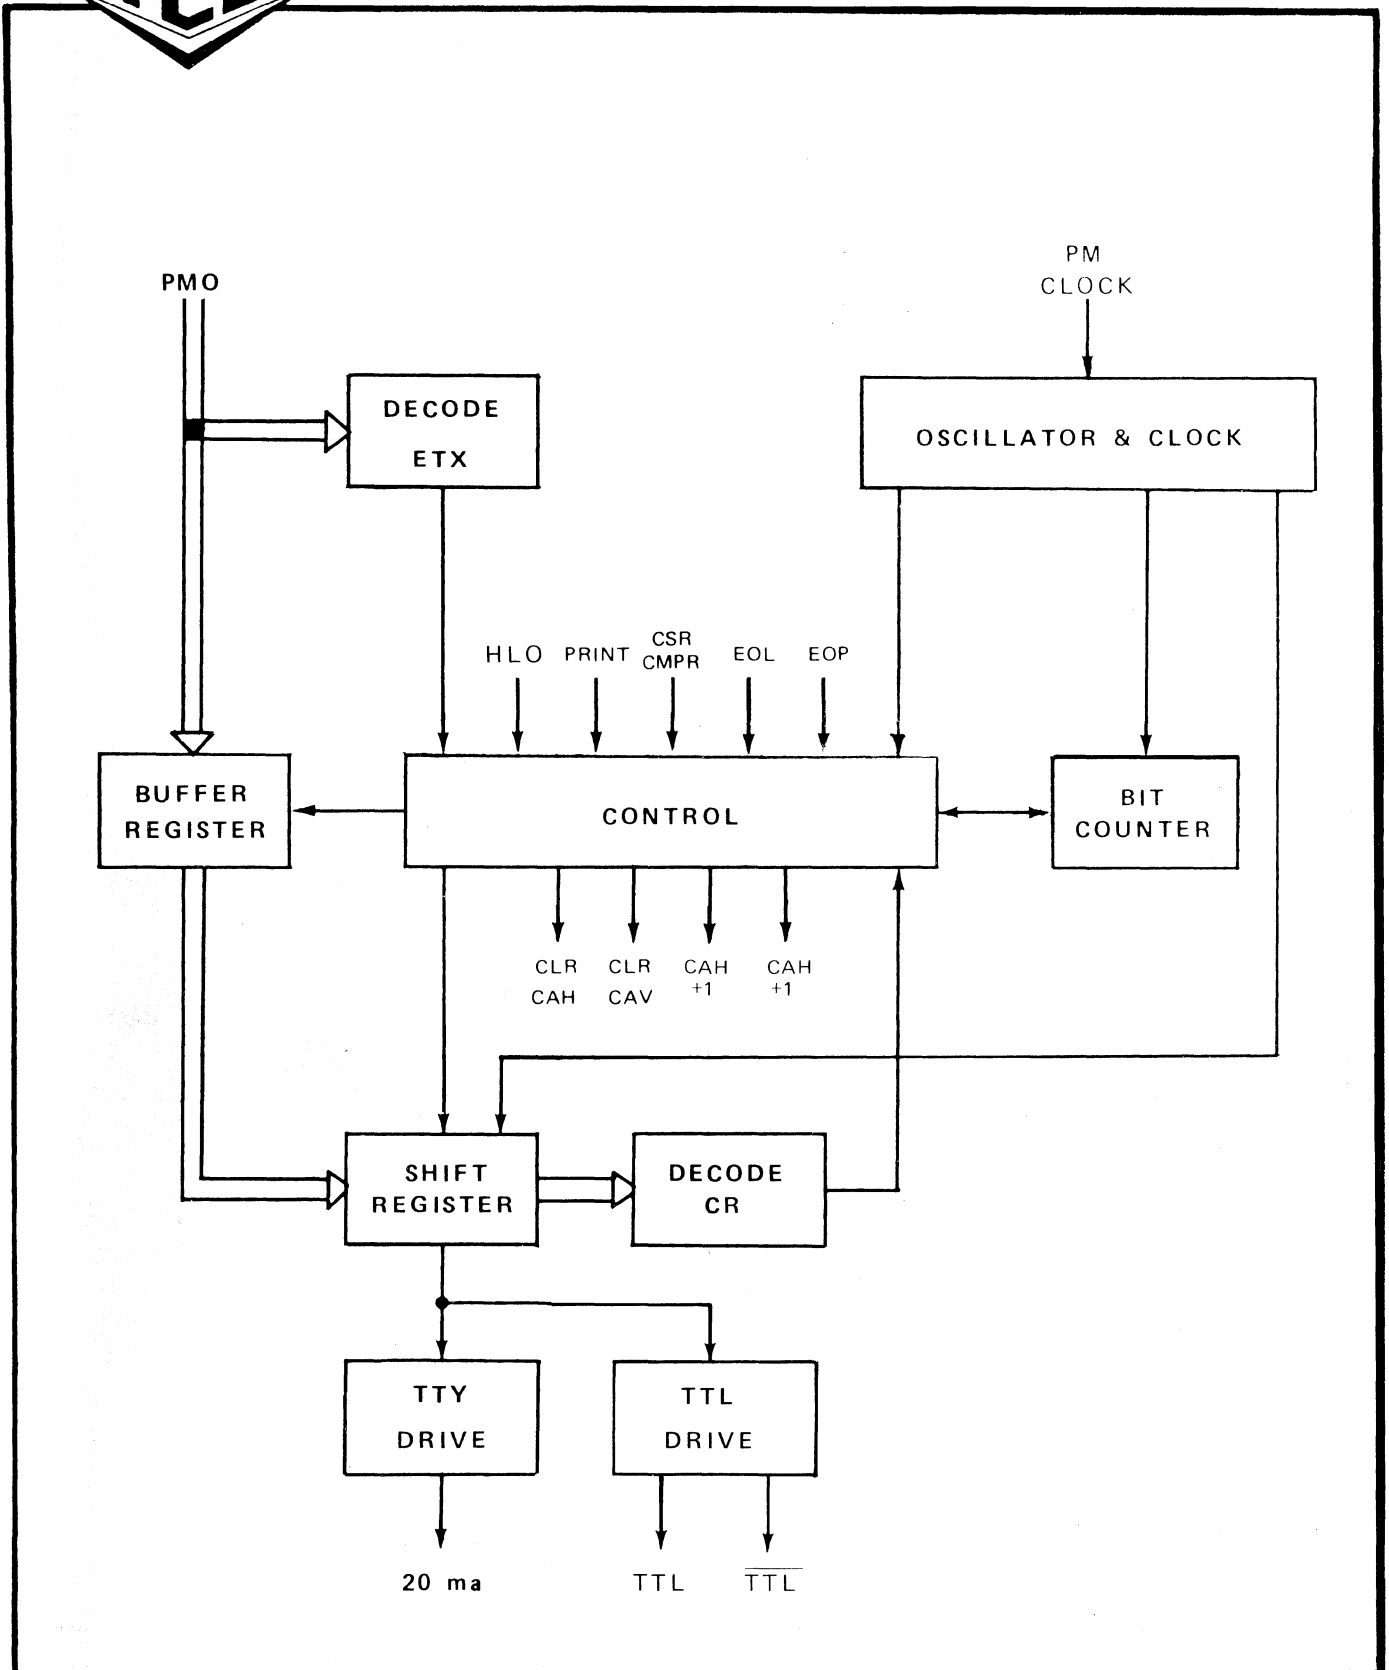 PMO
PM
CLOCK
DECODE
ETX
OSCILLATOR & CLOCK
HLO
PRINT
CSR
CMPR
EOL
EOP
BUFFER
REGISTER
CONTROL
BIT
COUNTER
CLR
CAH
CLR
CAV
CAH
+1
CAH
+1
SHIFT
REGISTER
DECODE
CR
TTY
DRIVE
TTL
DRIVE
20 ma
TTL
TTL